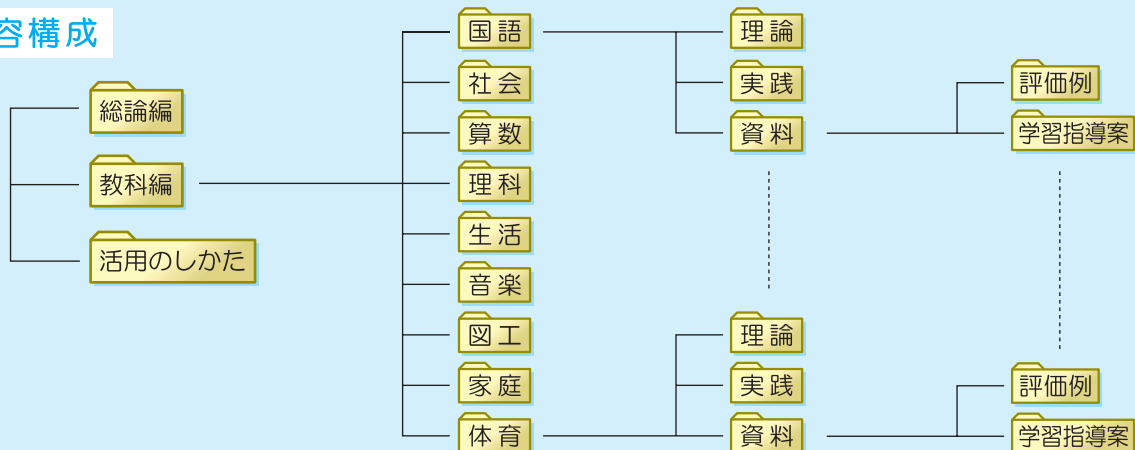 容構成
総論編
教科編
活用のしかた
国語
社会
算数
理科
生活
音楽
図工
家庭
体育
理論
実践
資料
評価例
学習指導案
理論
実践
資料
評価例
学習指導案